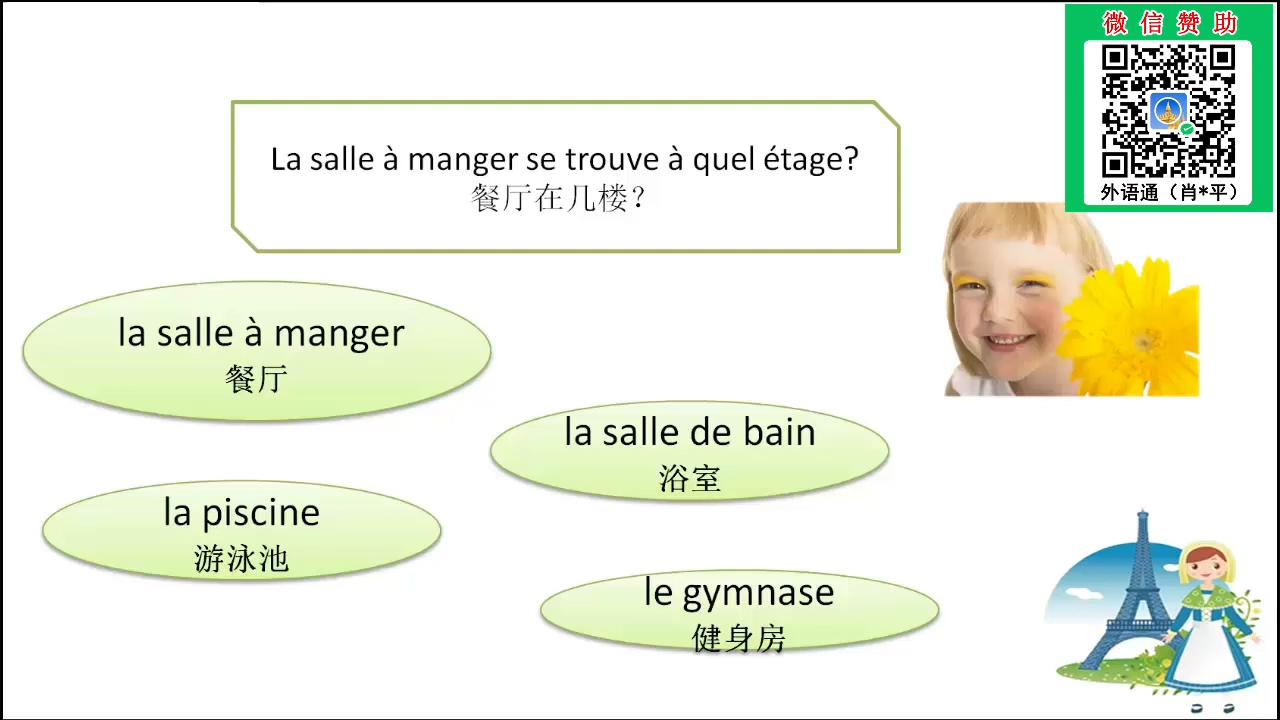 微信赞助
外语通（肖*平）
La salle à manger se trouve à quel étage?
餐厅在几楼？
la salle à manger
餐厅
la salle de bain
浴室
la piscine
游泳池
le gymnase
健身房